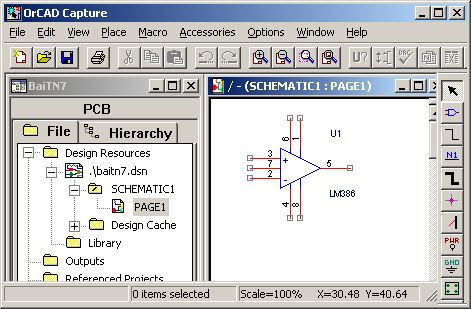 OrCAD Capture
File Edit View Place Macro Accessories Options Window Help
U? DRC
BaiTN7
/ - (SCHEMATIC1 : PAGE1)
PCB
File Hierarchy
Design Resources
.\baitn7.dsn
SCHEMATIC1
PAGE1
Design Cache
Library
Outputs
Referenced Projects
U1
6 1
3
7
2
5
+
-
4 8
LM386
N1
PWR
GND
0 items selected Scale=100% X=30.48 Y=40.64